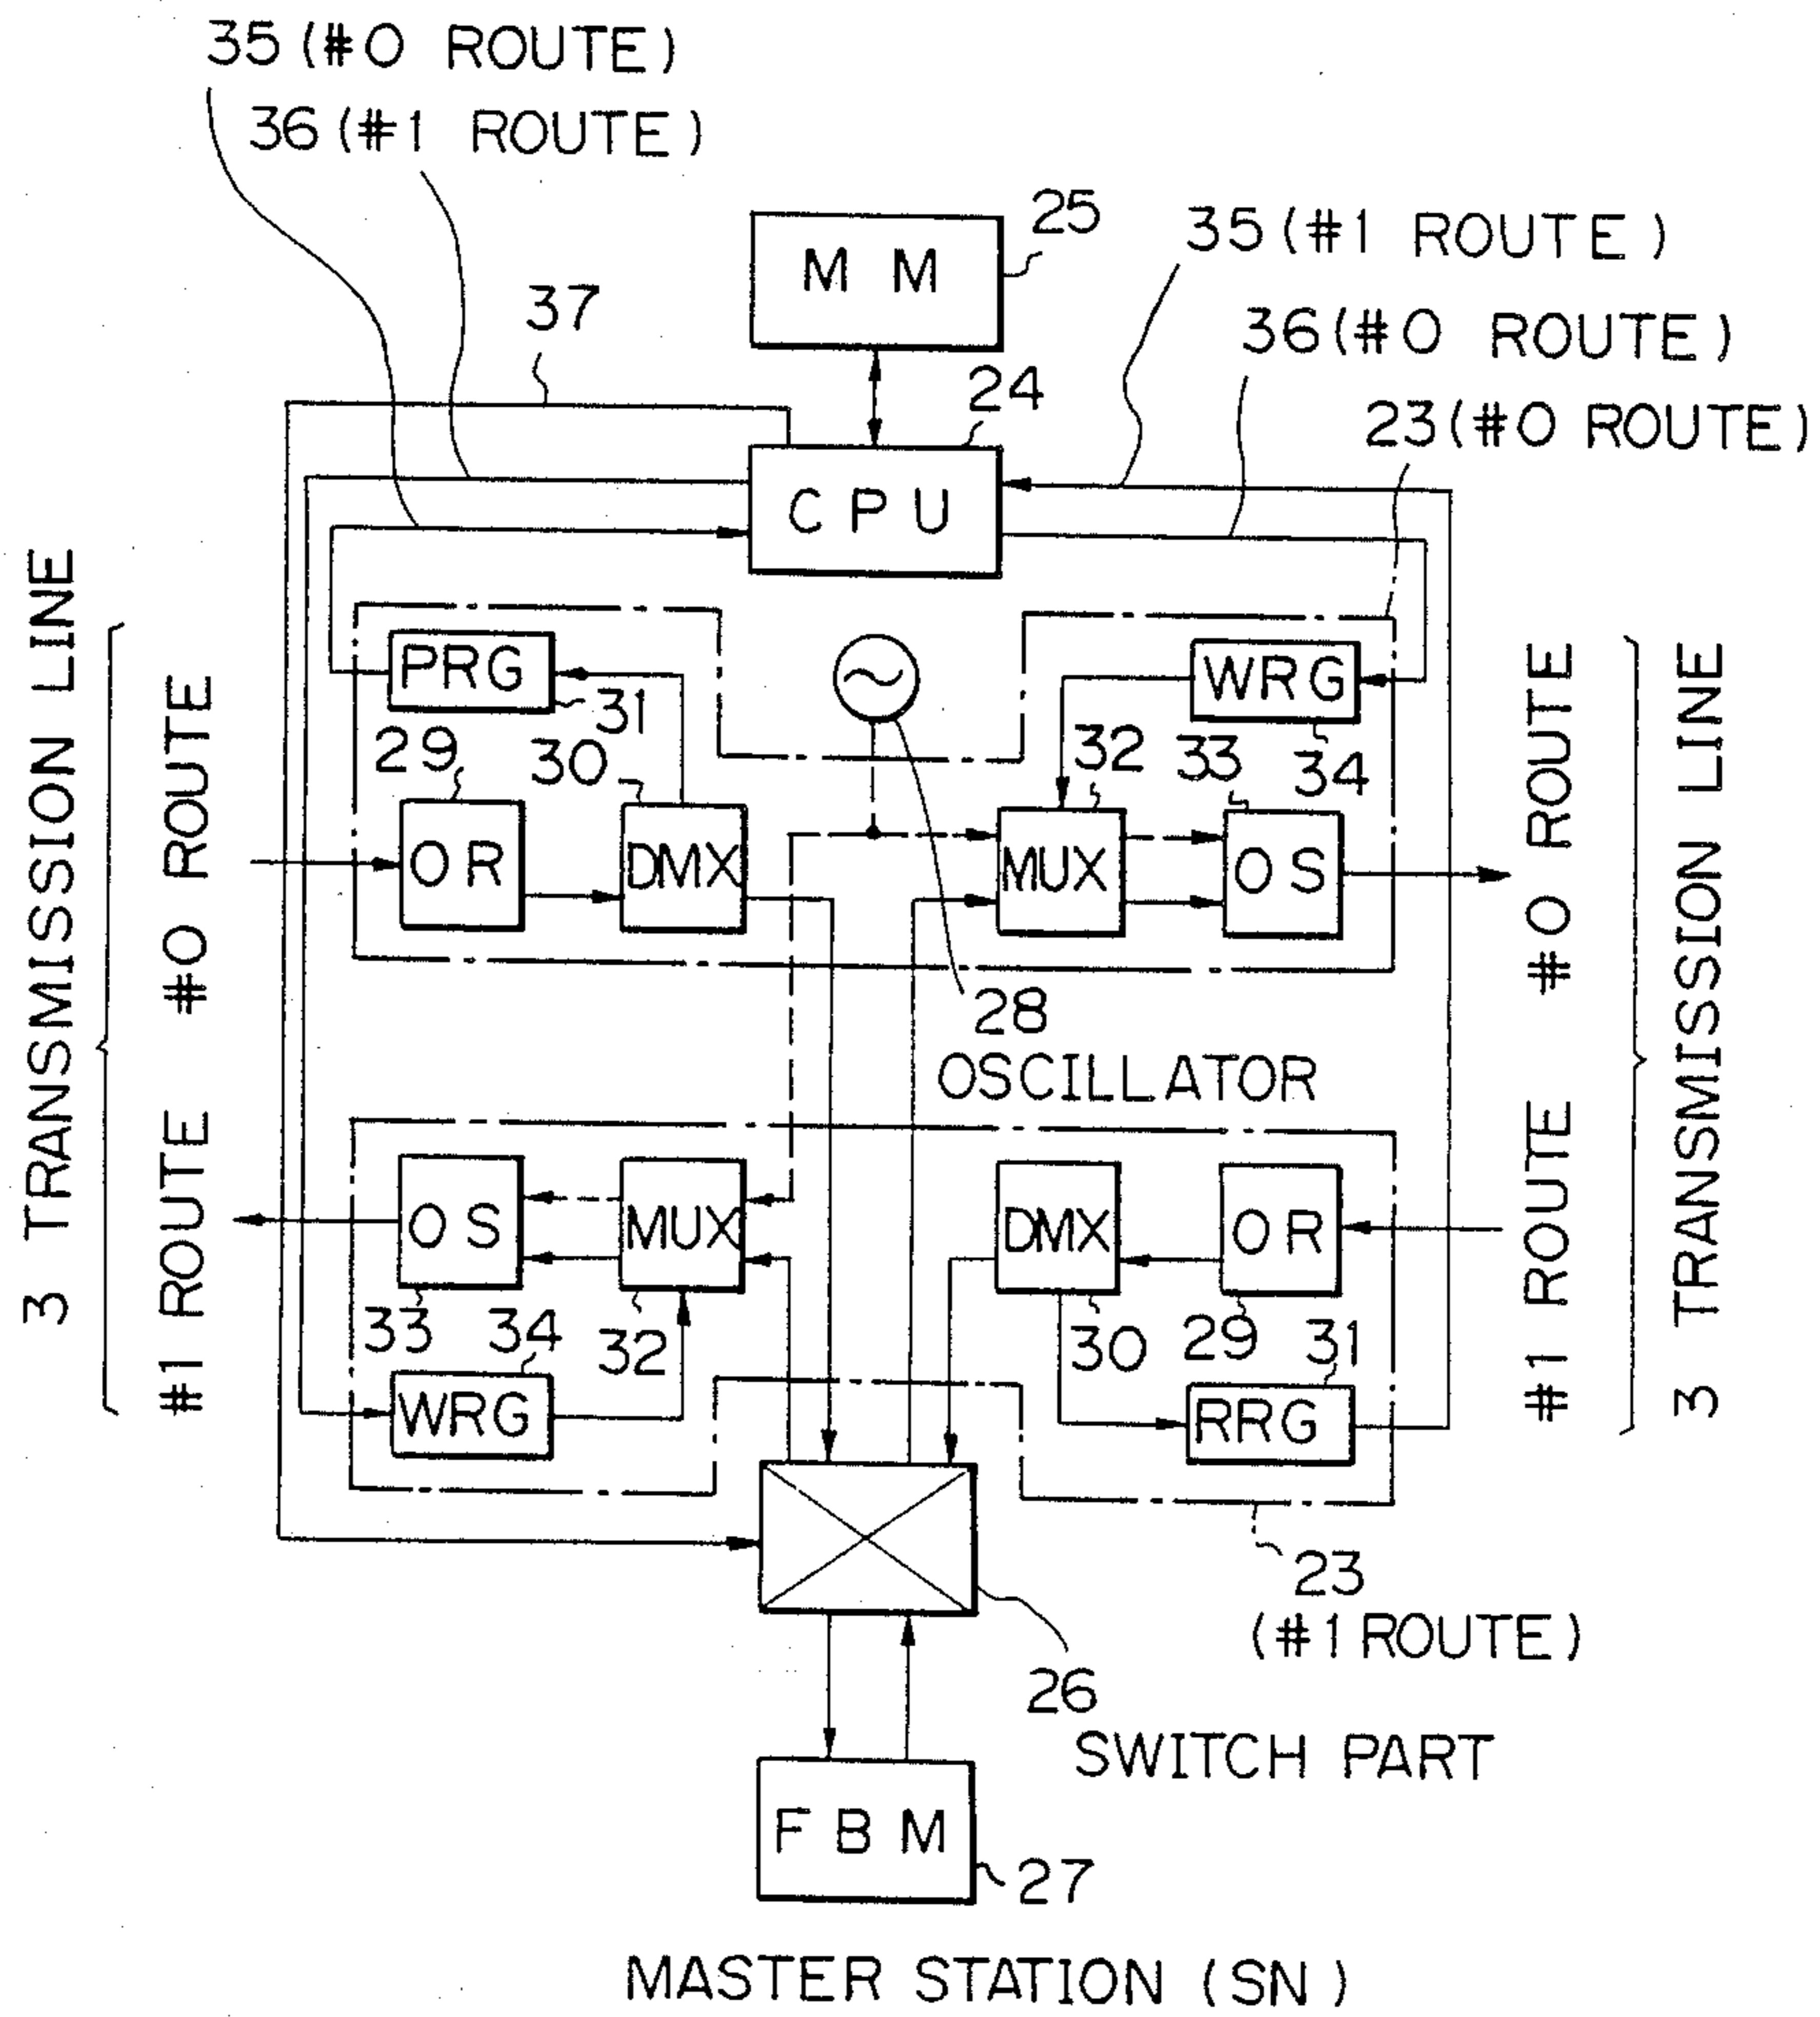 35 (#0 ROUTE)
36 (#1 ROUTE)
25
M M
35 (#1 ROUTE)
37
36 (#0 ROUTE)
24
23 (#0 ROUTE)
C P U
3 TRANSMISSION LINE
#0 ROUTE
#1 ROUTE
PRG
31
WRG
34
29
30
32
33
O R
DMX
MUX
O S
28
OSCILLATOR
#0 ROUTE
#1 ROUTE
3 TRANSMISSION LINE
O S
MUX
DMX
O R
33
34
32
30
29
31
WRG
RRG
23
(#1 ROUTE)
26
SWITCH PART
F B M
27
MASTER STATION (SN)